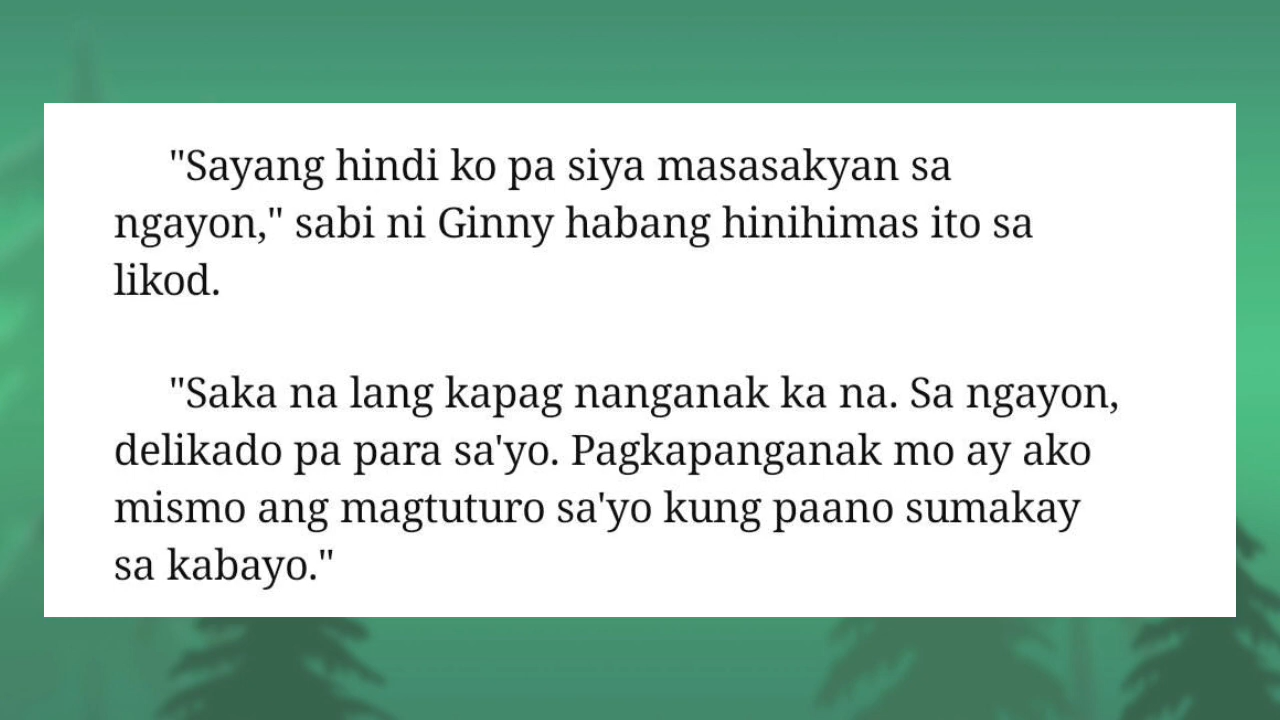 "Sayang hindi ko pa siya masasakyan sa
ngayon," sabi ni Ginny habang hinihimas ito sa
likod.
"Saka na lang kapag nanganak ka na. Sa ngayon,
delikado pa para sa'yo. Pagkapanganak mo ay ako
mismo ang magtuturo sa'yo kung paano sumakay
sa kabayo."